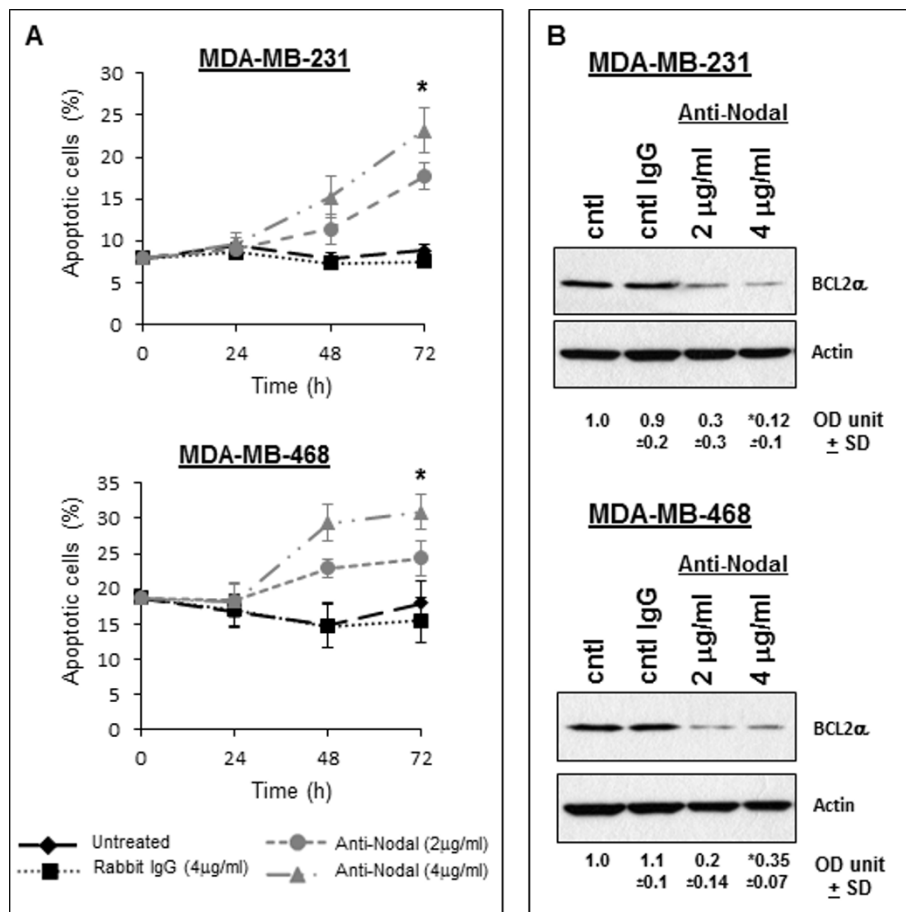 A
MDA-MB-231
Apoptotic cells (%)
30
25
20
15
10
5
0
*
0 24 48 72
Time (h)
MDA-MB-468
Apoptotic cells (%)
35
30
25
20
15
10
5
0
*
0 24 48 72
Time (h)
Untreated
Rabbit IgG (4µg/ml)
Anti-Nodal (2µg/ml)
Anti-Nodal (4µg/ml)
B
MDA-MB-231
Anti-Nodal
cntl
cntl IgG
2 µg/ml
4 µg/ml
BCL2α
Actin
1.0 0.9 0.3 *0.12 OD unit
±0.2 ±0.3 ±0.1 ± SD
MDA-MB-468
Anti-Nodal
cntl
cntl IgG
2 µg/ml
4 µg/ml
BCL2α
Actin
1.0 1.1 0.2 *0.35 OD unit
±0.1 ±0.14 ±0.07 ± SD